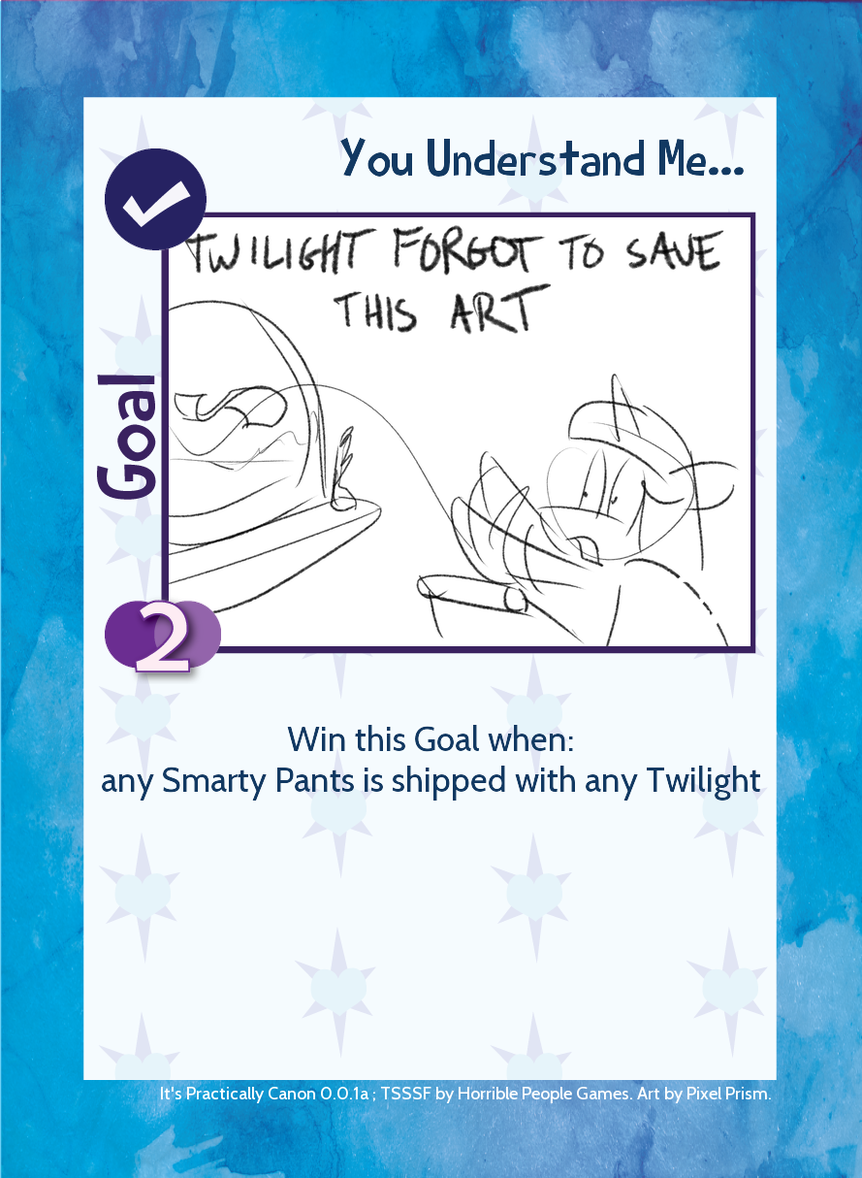 You Understand Me...
TWILIGHT FORGOT TO SAVE
THIS ART
Goal
2
Win this Goal when:
any Smarty Pants is shipped with any Twilight
It's Practically Canon 0.0.1a ; TSSSF by Horrible People Games. Art by Pixel Prism.